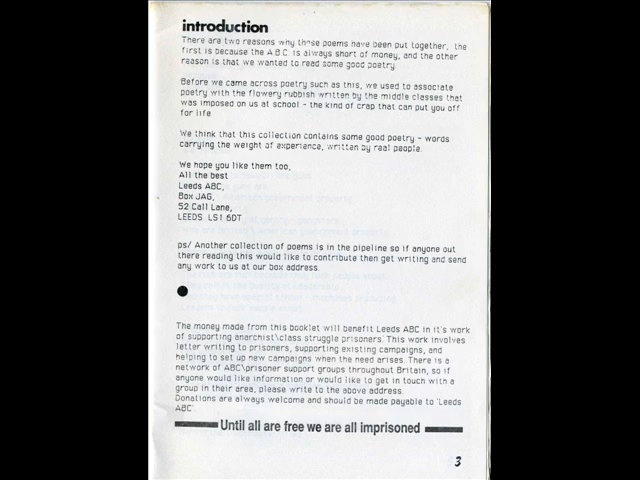 introduction
There are two reasons why these poems have been put together, the
first is because the A.B.C. is always short of money, and the other
reason is that we wanted to read some good poetry.
Before we came across poetry such as this, we used to associate
poetry with the flowery rubbish written by the middle classes that
was imposed on us at school - the kind of crap that can put you off
for life
We think that this collection contains some good poetry - words
carrying the weight of experience, written by real people.
We hope you like them too,
All the best
Leeds ABC,
Box JAG,
52 Call Lane,
LEEDS LS1 6DT
ps/ Another collection of poems is in the pipeline so if anyone out
there reading this would like to contribute then get writing and send
any work to us at our box address.
The money made from this booklet will benefit Leeds ABC in it's work
of supporting anarchist\class struggle prisoners. This work involves
letter writing to prisoners, supporting existing campaigns, and
helping to set up new campaigns when the need arises. There is a
network of ABC\prisoner support groups throughout Britain, so if
anyone would like information or would like to get in touch with a
group in their area, please write to the above address.
Donations are always welcome and should be made payable to 'Leeds
ABC'
Until all are free we are all imprisoned
3